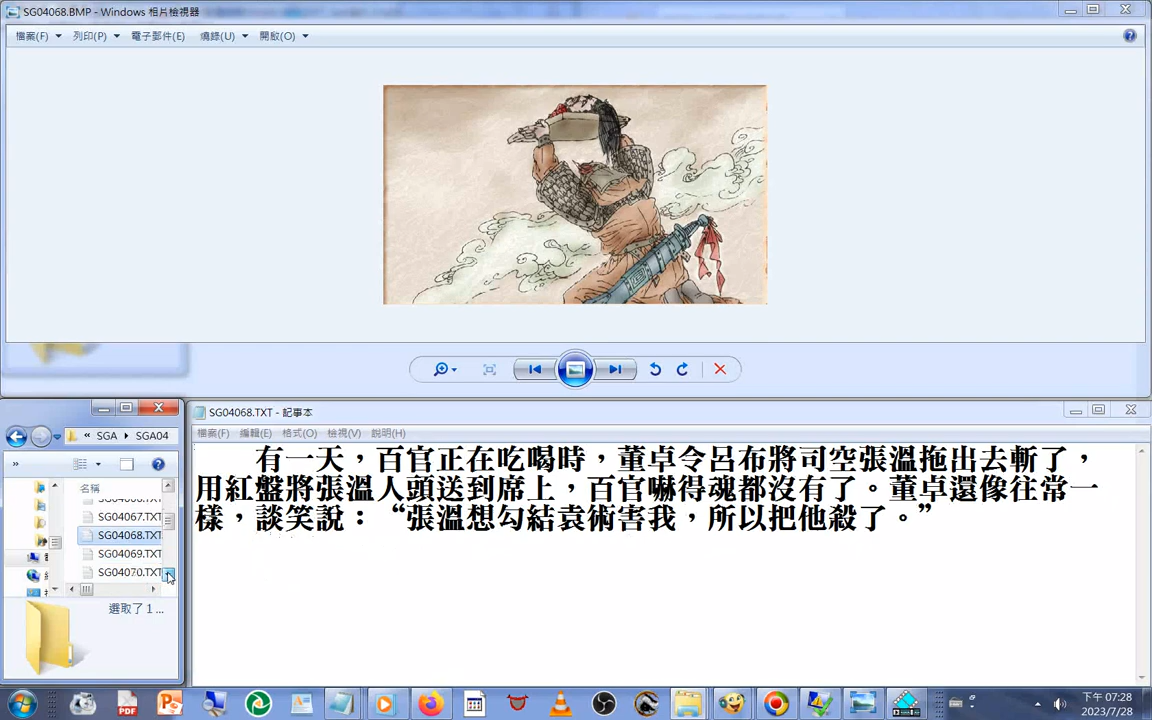 SG04068.BMP - Windows 相片檢視器
檔案(F) 列印(P) 電子郵件(E) 燒錄(U) 開啟(O)
SGA SGA04
名稱
SG04067.TXT
SG04068.TXT
SG04069.TXT
SG04070.TXT
選取了 1 ...
SG04068.TXT - 記事本
檔案(F) 編輯(E) 格式(O) 檢視(V) 說明(H)
有一天，百官正在吃喝時，董卓令呂布將司空張溫拖出去斬了，
用紅盤將張溫人頭送到席上，百官嚇得魂都沒有了。董卓還像往常一
樣，談笑說：“張溫想勾結袁術害我，所以把他殺了。”
PDF
下午 07:28
2023/7/28